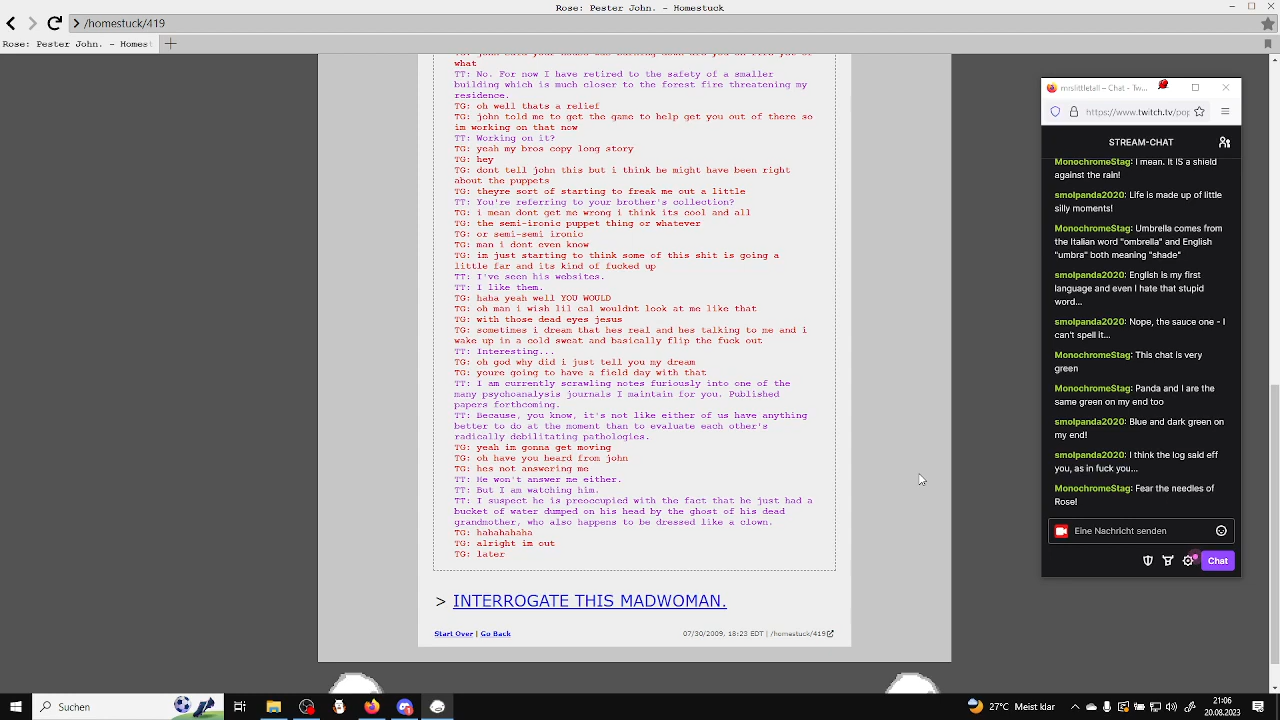 Rose: Pester John. - Homestuck
/homestuck/419
Rose: Pester John. - Homest
what
TT: No. For now I have retired to the safety of a smaller
building which is much closer to the forest fire threatening my
residence.
TG: oh well thats a relief
TG: john told me to get the game to help get you out of there so
im working on that now
TT: Working on it?
TG: yeah my bros copy long story
TG: hey
TG: dont tell john this but i think he might have been right
about the puppets
TG: theyre sort of starting to freak me out a little
TT: You're referring to your brother's collection?
TG: i mean dont get me wrong i think its cool and all
TG: the semi-ironic puppet thing or whatever
TG: or semi-semi ironic
TG: man i dont even know
TG: im just starting to think some of this shit is going a
little far and its kind of fucked up
TT: I've seen his websites.
TT: I like them.
TG: haha yeah well YOU WOULD
TG: oh man i wish lil cal wouldnt look at me like that
TG: with those dead eyes jesus
TG: sometimes i dream that hes real and hes talking to me and i
wake up in a cold sweat and basically flip the fuck out
TT: Interesting...
TG: oh god why did i just tell you my dream
TG: youre going to have a field day with that
TT: I am currently scrawling notes furiously into one of the
many psychoanalysis journals I maintain for you. Published
papers forthcoming.
TT: Because, you know, it's not like either of us have anything
better to do at the moment than to evaluate each other's
radically debilitating pathologies.
TG: yeah im gonna get moving
TG: oh have you heard from john
TG: hes not answering me
TT: He won't answer me either.
TT: But I am watching him.
TT: I suspect he is preoccupied with the fact that he just had a
bucket of water dumped on his head by the ghost of his dead
grandmother, who also happens to be dressed like a clown.
TG: hahahahaha
TG: alright im out
TG: later
> INTERROGATE THIS MADWOMAN.
Start Over | Go Back
07/30/2009, 18:23 EDT | /homestuck/419
mrslittletall – Chat - Tw...
https://www.twitch.tv/pop
STREAM-CHAT
MonochromeStag: I mean. It IS a shield
against the rain!
smolpanda2020: Life is made up of little
silly moments!
MonochromeStag: Umbrella comes from
the Italian word "ombrella" and English
"umbra" both meaning "shade"
smolpanda2020: English is my first
language and even I hate that stupid
word...
smolpanda2020: Nope, the sauce one - I
can't spell it...
MonochromeStag: This chat is very
green
MonochromeStag: Panda and I are the
same green on my end too
smolpanda2020: Blue and dark green on
my end!
smolpanda2020: I think the log said eff
you, as in fuck you...
MonochromeStag: Fear the needles of
Rose!
Eine Nachricht senden
Chat
Suchen
27°C Meist klar
21:06
20.08.2023